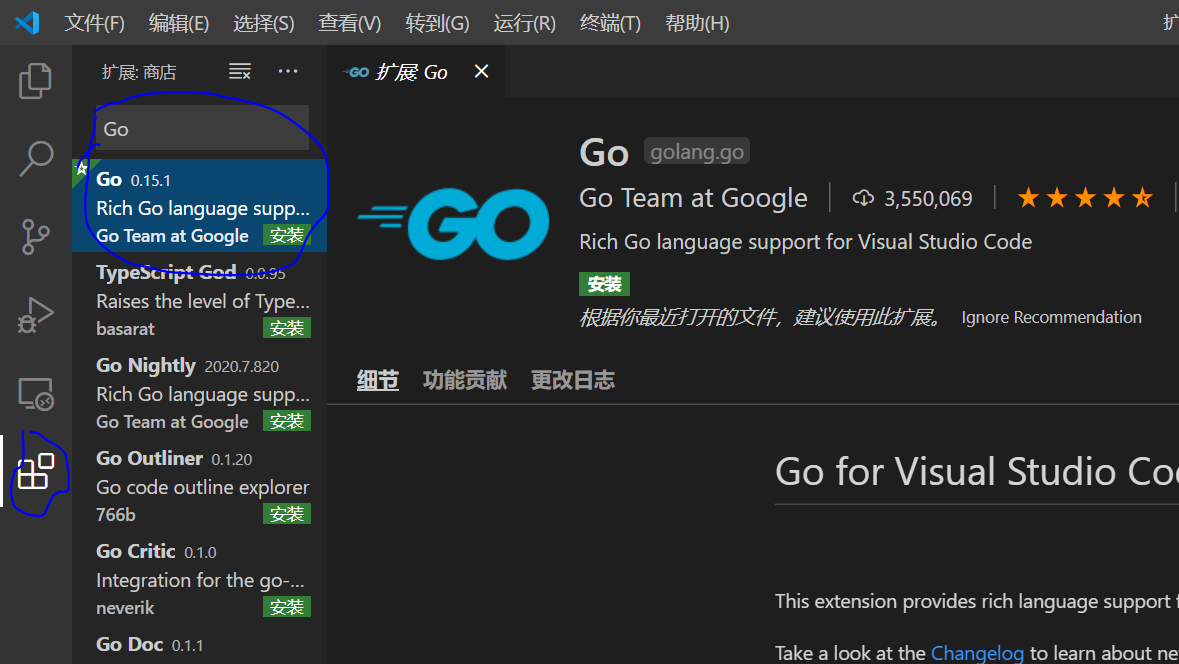 文件(F) 编辑(E) 选择(S) 查看(V) 转到(G) 运行(R) 终端(T) 帮助(H)
扩展: 商店
Go
Go 0.15.1
Rich Go language supp...
Go Team at Google 安装
TypeScript God 0.0.95
Raises the level of Type...
basarat 安装
Go Nightly 2020.7.820
Rich Go language supp...
Go Team at Google 安装
Go Outliner 0.1.20
Go code outline explorer
766b 安装
Go Critic 0.1.0
Integration for the go-...
neverik 安装
Go Doc 0.1.1
GO 扩展 Go
GO
Go golang.go
Go Team at Google 3,550,069
Rich Go language support for Visual Studio Code
安装
根据你最近打开的文件，建议使用此扩展。 Ignore Recommendation
细节 功能贡献 更改日志
Go for Visual Studio Co
This extension provides rich language support
Take a look at the Changelog to learn about ne